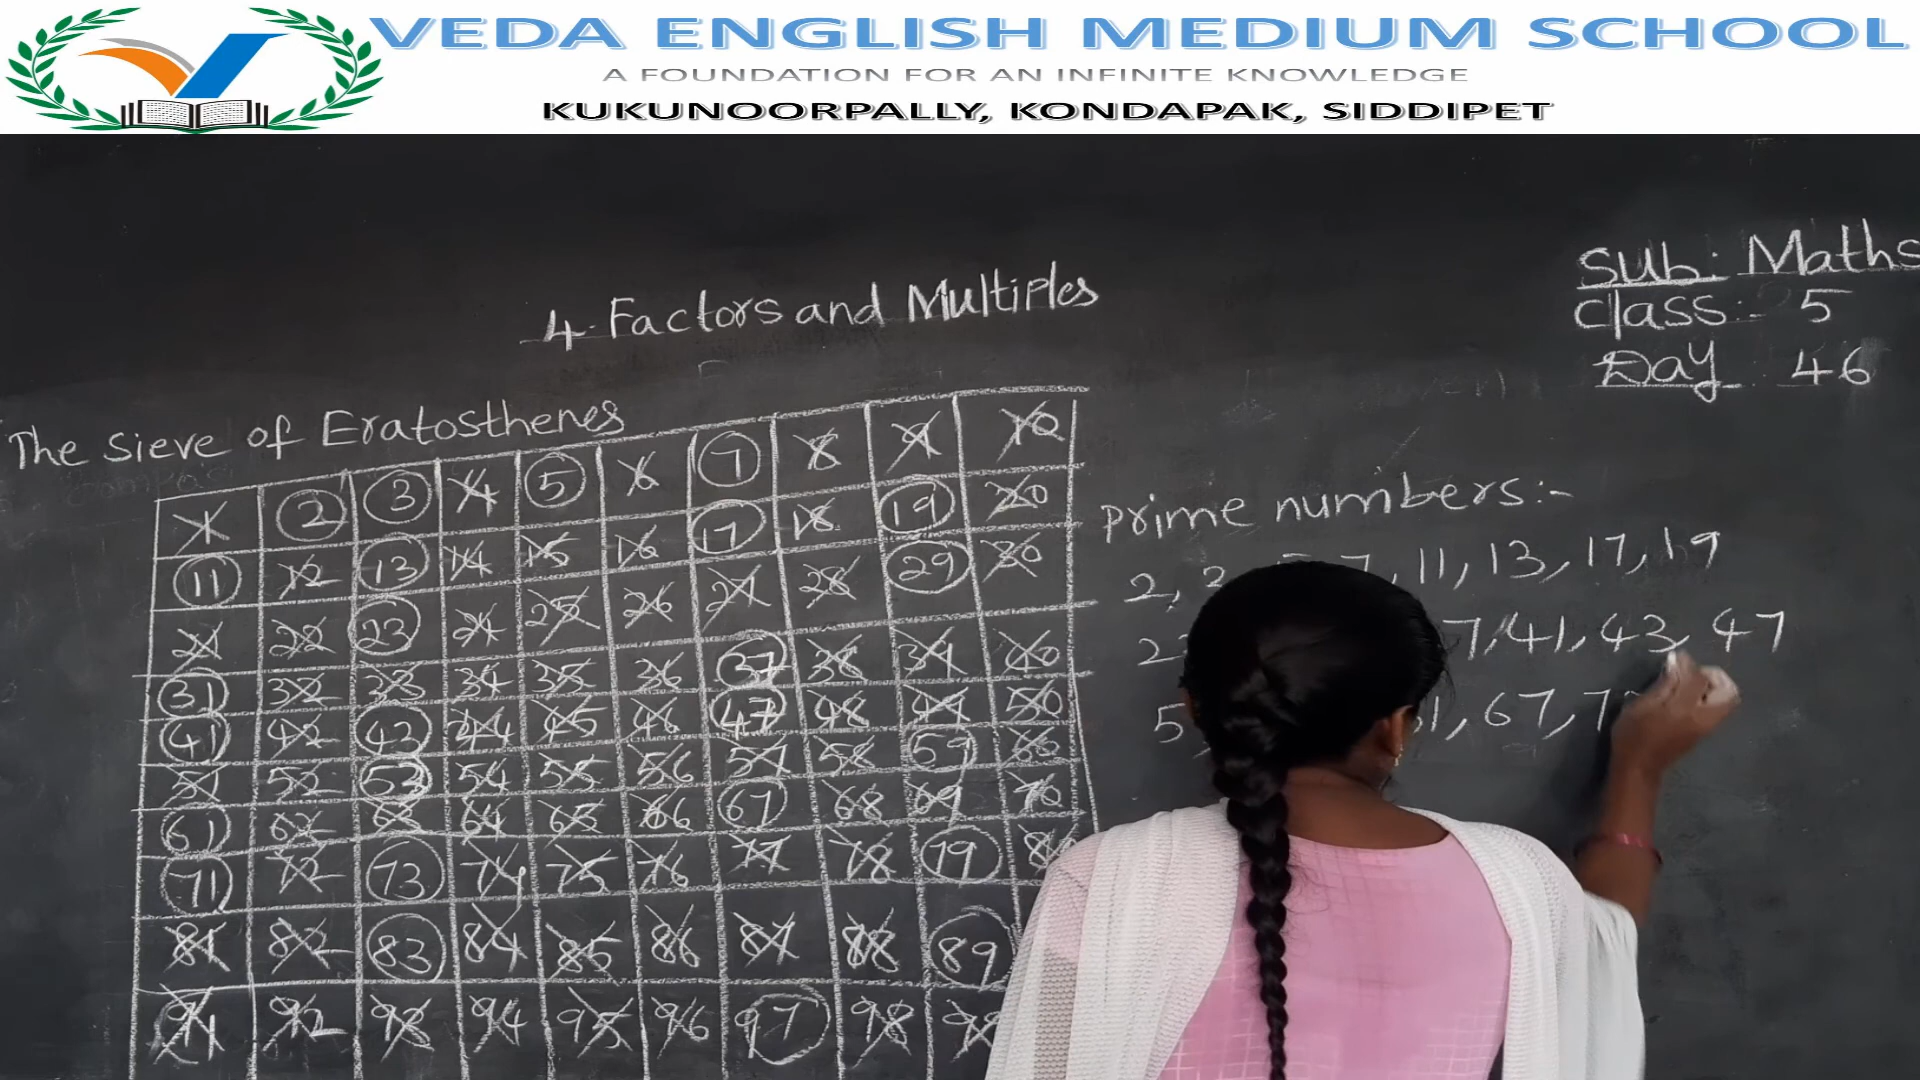 VEDA ENGLISH MEDIUM SCHOOL
A FOUNDATION FOR AN INFINITE KNOWLEDGE
KUKUNOORPALLY, KONDAPAK, SIDDIPET
Sub: Maths
Class: 5
Day 46
4. Factors and Multiples
The Sieve of Eratosthenes
1 2 3 4 5 6 7 8 9 10
11 12 13 14 15 16 17 18 19 20
21 22 23 24 25 26 27 28 29 30
31 32 33 34 35 36 37 38 39 40
41 42 43 44 45 46 47 48 49 50
51 52 53 54 55 56 57 58 59 60
61 62 63 64 65 66 67 68 69 70
71 72 73 74 75 76 77 78 79 80
81 82 83 84 85 86 87 88 89
91 92 93 94 95 96 97 98 99
Prime numbers:-
2, 3 7, 11, 13, 17, 19
7, 41, 43, 47
67,